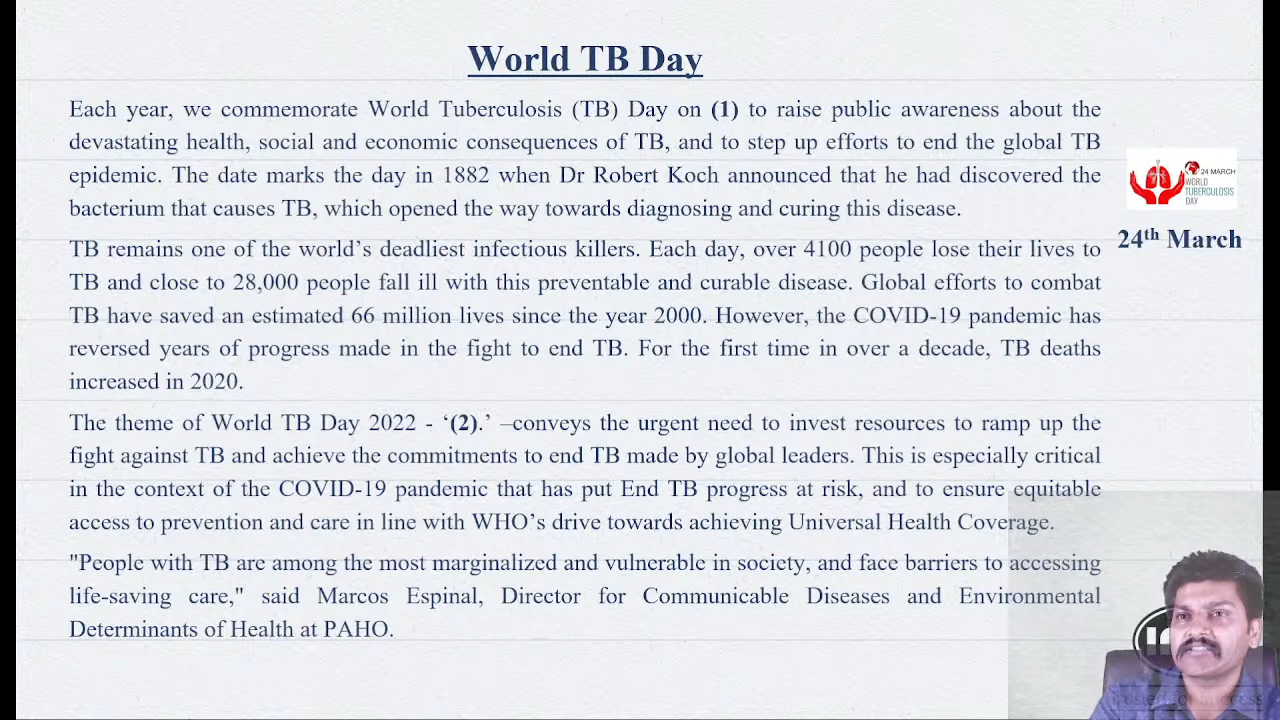 World TB Day
Each year, we commemorate World Tuberculosis (TB) Day on (1) to raise public awareness about the
devastating health, social and economic consequences of TB, and to step up efforts to end the global TB
epidemic. The date marks the day in 1882 when Dr Robert Koch announced that he had discovered the
bacterium that causes TB, which opened the way towards diagnosing and curing this disease.
24 MARCH
WORLD
TUBERCULOSIS
DAY
24th March
TB remains one of the world’s deadliest infectious killers. Each day, over 4100 people lose their lives to
TB and close to 28,000 people fall ill with this preventable and curable disease. Global efforts to combat
TB have saved an estimated 66 million lives since the year 2000. However, the COVID-19 pandemic has
reversed years of progress made in the fight to end TB. For the first time in over a decade, TB deaths
increased in 2020.
The theme of World TB Day 2022 - ‘(2).’ –conveys the urgent need to invest resources to ramp up the
fight against TB and achieve the commitments to end TB made by global leaders. This is especially critical
in the context of the COVID-19 pandemic that has put End TB progress at risk, and to ensure equitable
access to prevention and care in line with WHO’s drive towards achieving Universal Health Coverage.
"People with TB are among the most marginalized and vulnerable in society, and face barriers to accessing
life-saving care," said Marcos Espinal, Director for Communicable Diseases and Environmental
Determinants of Health at PAHO.
Trusted for Success